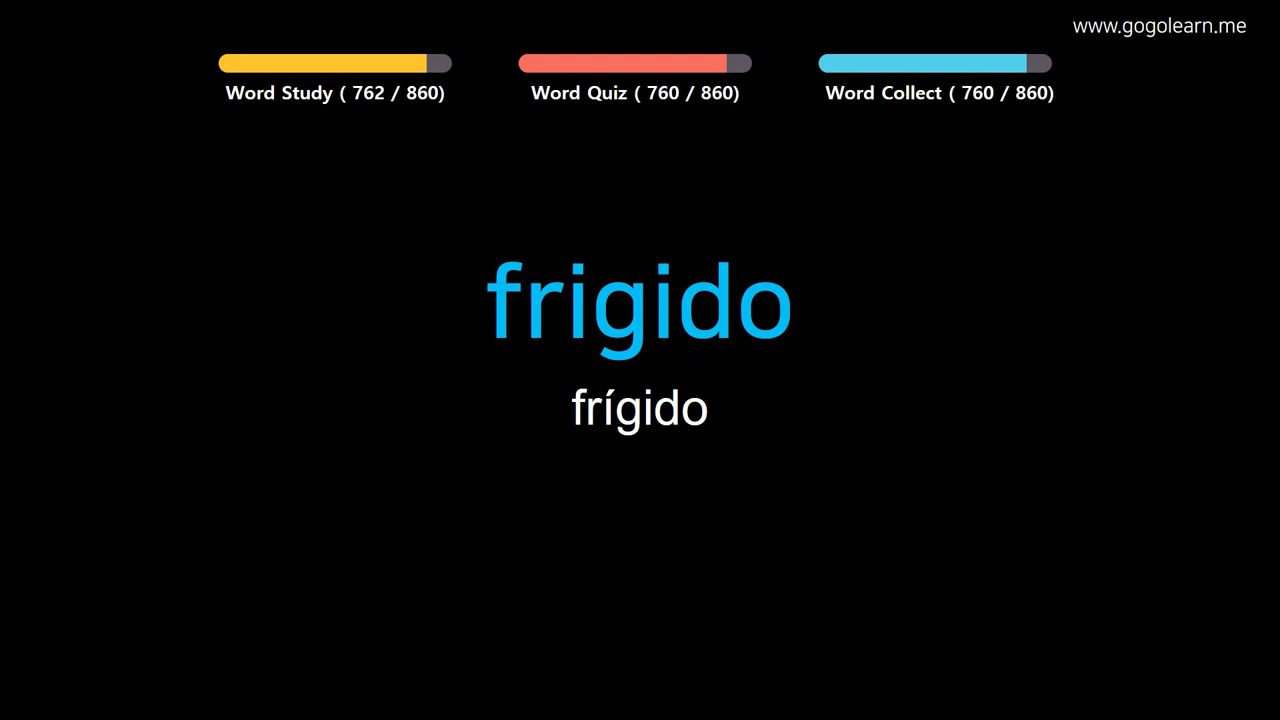 www.gogolearn.me
Word Study ( 762 / 860)
Word Quiz ( 760 / 860)
Word Collect ( 760 / 860)
frigido
frígido